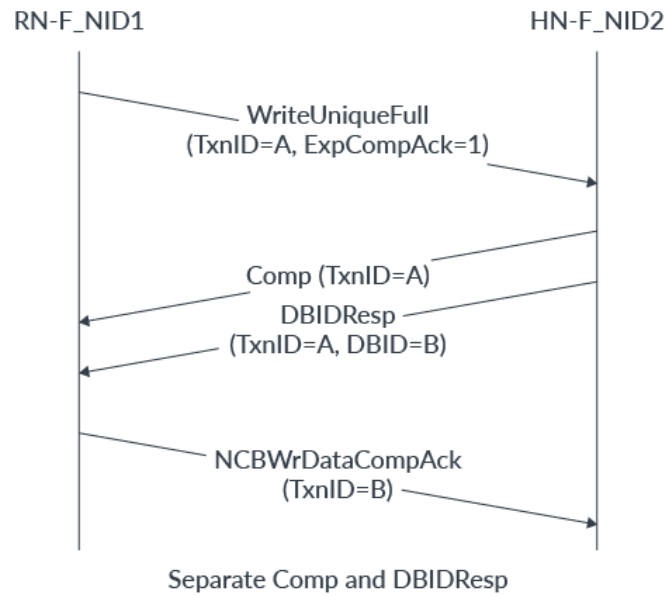 RN-F_NID1
HN-F_NID2
WriteUniqueFull
(TxnID=A, ExpCompAck=1)
Comp (TxnID=A)
DBIDResp
(TxnID=A, DBID=B)
NCBWrDataCompAck
(TxnID=B)
Separate Comp and DBIDResp